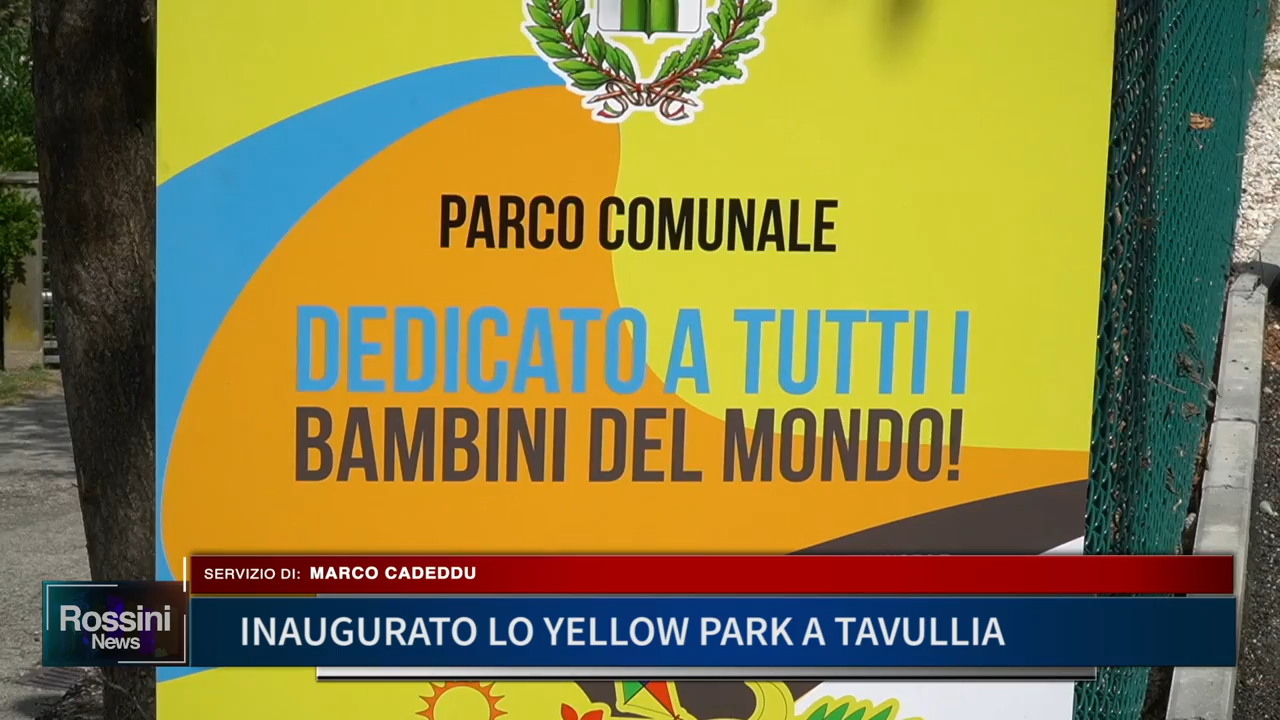 PARCO COMUNALE
DEDICATO A TUTTI I
BAMBINI DEL MONDO!
SERVIZIO DI: MARCO CADEDDU
Rossini
News
INAUGURATO LO YELLOW PARK A TAVULLIA